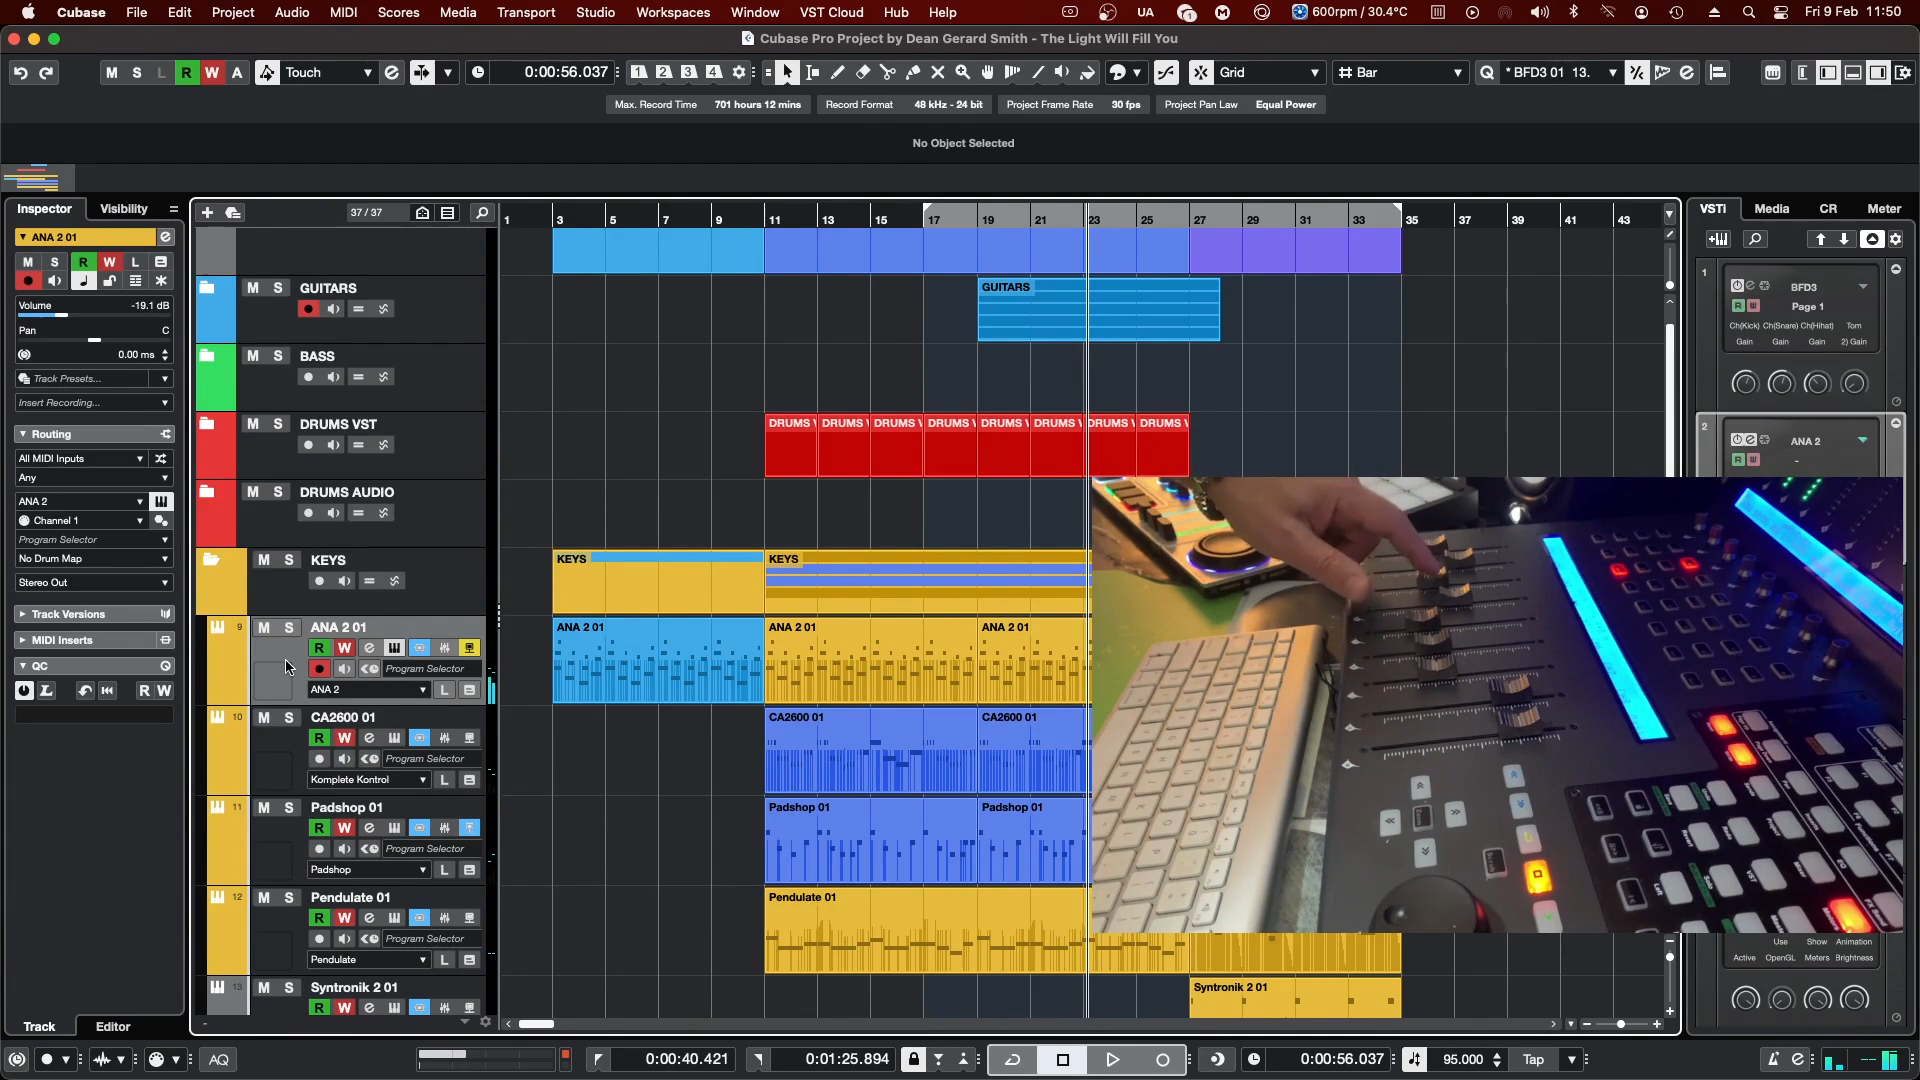 Cubase File Edit Project Audio MIDI Scores Media Transport Studio Workspaces Window VST Cloud Hub Help UA 600rpm / 30.4°C Fri 9 Feb 11:50
Cubase Pro Project by Dean Gerard Smith - The Light Will Fill You
M S L R W A Touch 0:00:56.037 1 2 3 4 Grid Bar Q * BFD3 01 13.
Max. Record Time 701 hours 12 mins Record Format 48 kHz - 24 bit Project Frame Rate 30 fps Project Pan Law Equal Power
No Object Selected
Inspector Visibility 37 / 37 1 3 5 7 9 11 13 15 17 19 21 23 25 27 29 31 33 35 37 39 41 43 VSTi Media CR Meter
ANA 2 01
M S R W L
Volume -19.1 dB
Pan C
0.00 ms
Track Presets...
Insert Recording...
Routing
All MIDI Inputs
Any
ANA 2
Channel 1
Program Selector
No Drum Map
Stereo Out
Track Versions
MIDI Inserts
QC
R W
Track Editor
M S GUITARS
M S BASS
M S DRUMS VST
M S DRUMS AUDIO
M S KEYS
9 M S ANA 2 01
R W
Program Selector
ANA 2 L
10 M S CA2600 01
R W
Program Selector
Komplete Kontrol L
11 M S Padshop 01
R W
Program Selector
Padshop L
12 M S Pendulate 01
R W
Program Selector
Pendulate L
13 M S Syntronik 2 01
R W
GUITARS
DRUMS V DRUMS V DRUMS V DRUMS V DRUMS V DRUMS V DRUMS V DRUMS V
KEYS KEYS
ANA 2 01 ANA 2 01 ANA 2 01
CA2600 01 CA2600 01
Padshop 01 Padshop 01
Pendulate 01
Syntronik 2 01
1 BFD3
R W Page 1
Ch(Kick) Ch(Snare) Ch(Hihat) Tom
Gain Gain Gain 2) Gain
2 ANA 2
R W -
Use Show Animation
Active OpenGL Meters Brightness
AQ 0:00:40.421 0:01:25.894 0:00:56.037 95.000 Tap